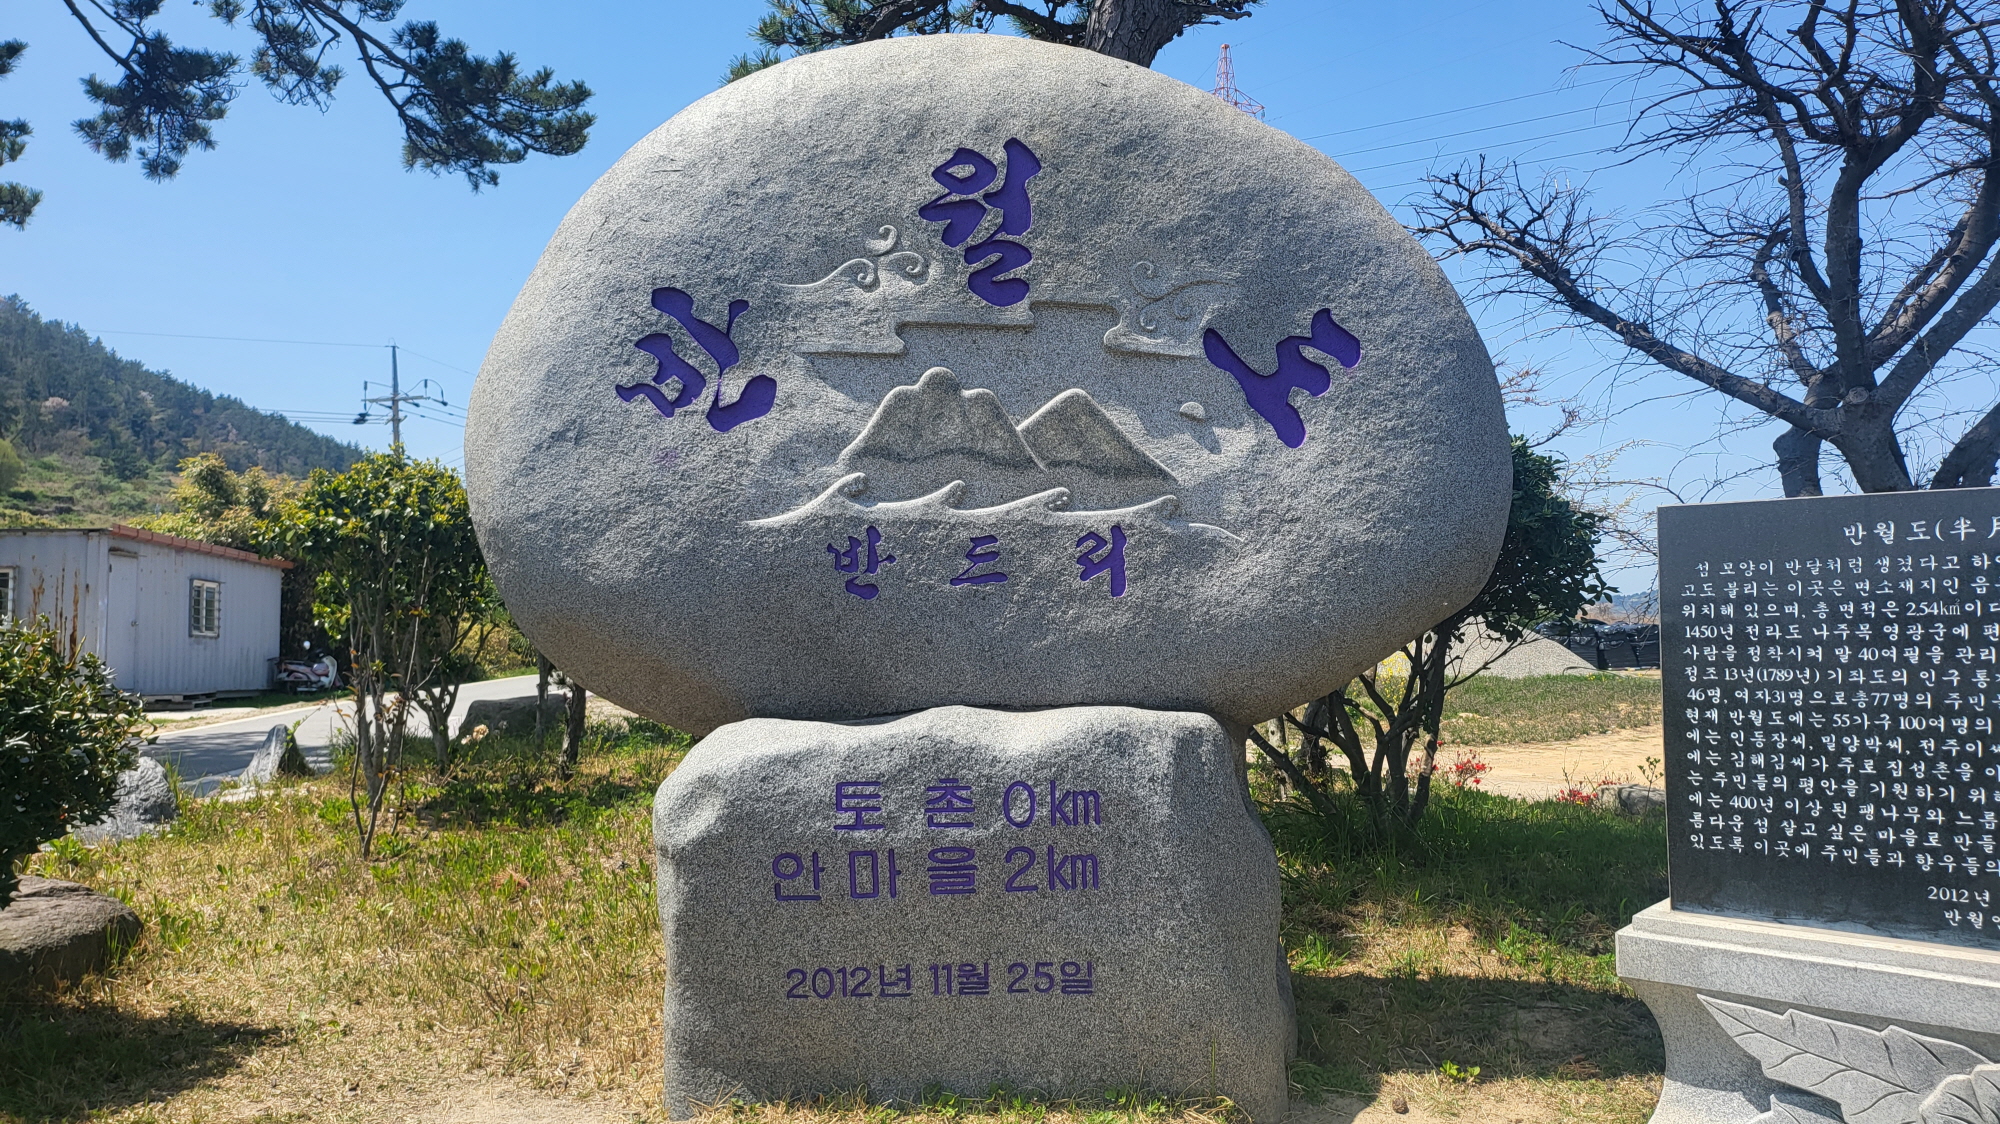 반월도
반드리
토촌 0km
안마을 2km
2012년 11월 25일
반월도(半月
섬 모양이 반달처럼 생겼다고 하여
고도 불리는 이곳은 면소재지인 읍
위치해 있으며, 총 면적은 2.54㎢이다
1450년 전라도 나주목 영광군에 편
사람을 정착시켜 말 40여필을 관리
정조 13년(1789년) 기좌도의 인구 통계
46명, 여자31명으로 총77명의 주민
현재 반월도에는 55가구 100여명의
에는 인동장씨, 밀양박씨, 전주이씨
에는 김해김씨가 주로 집성촌을 이
는 주민들의 평안을 기원하기 위해
에는 400년 이상 된 팽나무와 느릅
름다운 섬 살고 싶은 마을로 만들
있도록 이곳에 주민들과 향우들의
2012년
반월